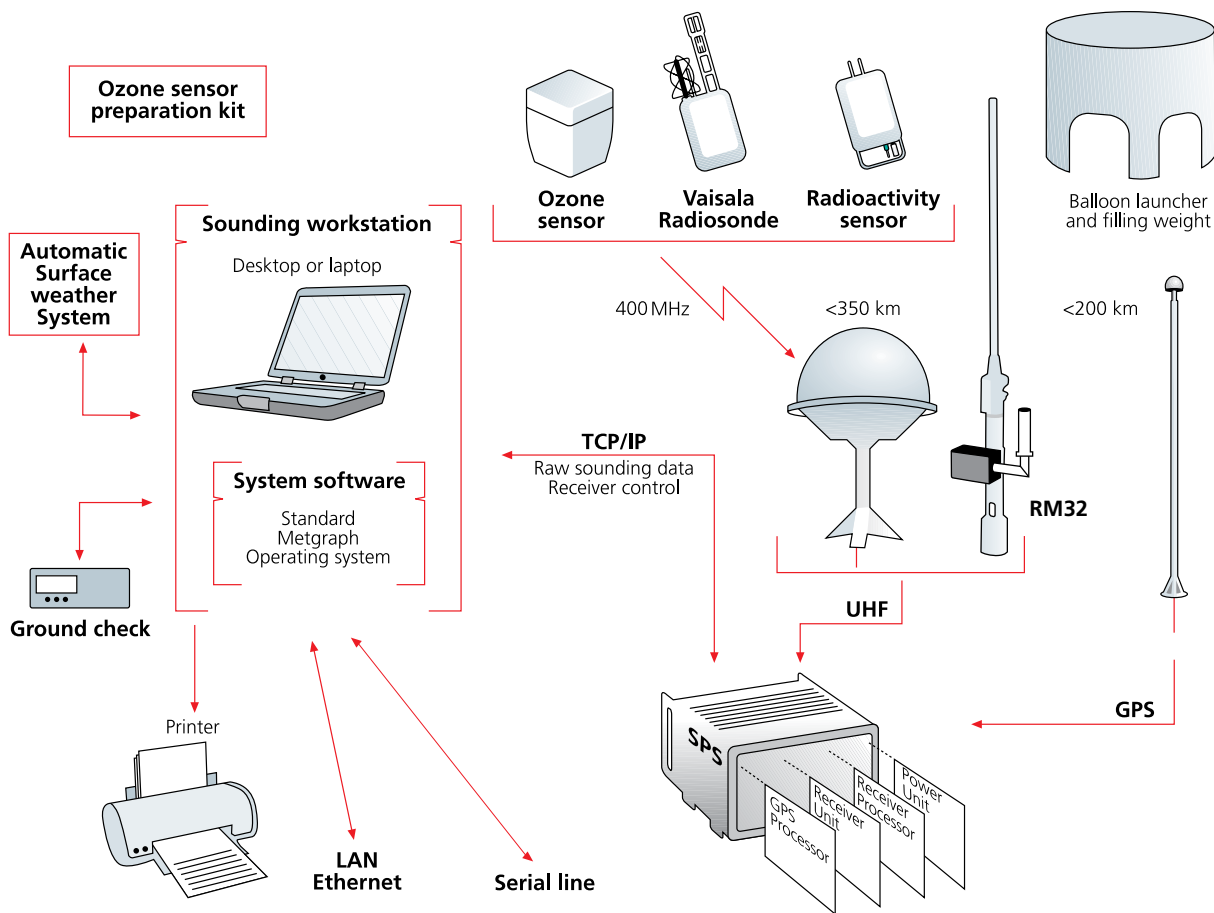 Ozone sensor
preparation kit
Ozone
sensor
Vaisala
Radiosonde
Radioactivity
sensor
Balloon launcher
and filling weight
Automatic
Surface
weather
System
Sounding workstation
Desktop or laptop
400 MHz
<350 km
<200 km
System software
Standard
Metgraph
Operating system
TCP/IP
Raw sounding data
Receiver control
RM32
Ground check
UHF
GPS
Printer
SPS
GPS
Processor
Receiver
Unit
Receiver
Processor
Power
Unit
LAN
Ethernet
Serial line